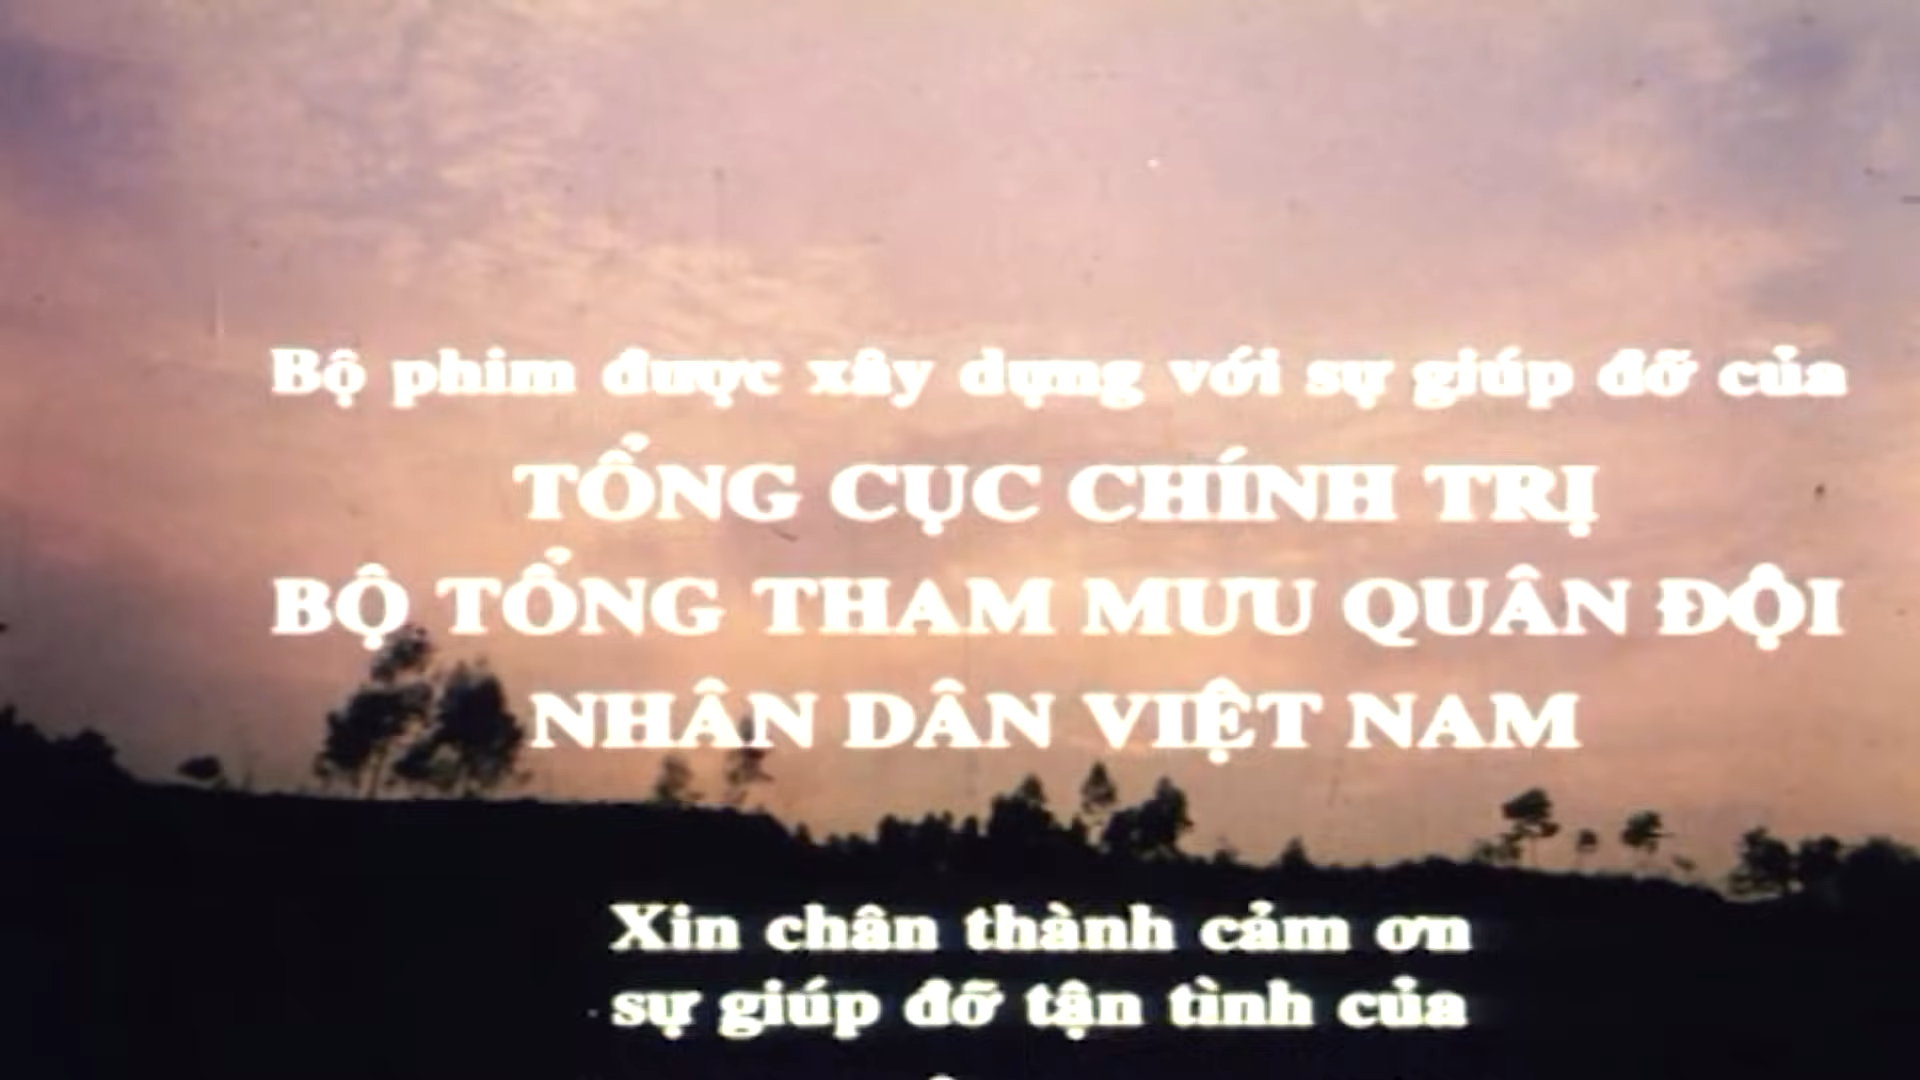 Bộ phim được xây dựng với sự giúp đỡ của
TỔNG CỤC CHÍNH TRỊ
BỘ TỔNG THAM MƯU QUÂN ĐỘI
NHÂN DÂN VIỆT NAM
Xin chân thành cảm ơn
sự giúp đỡ tận tình của